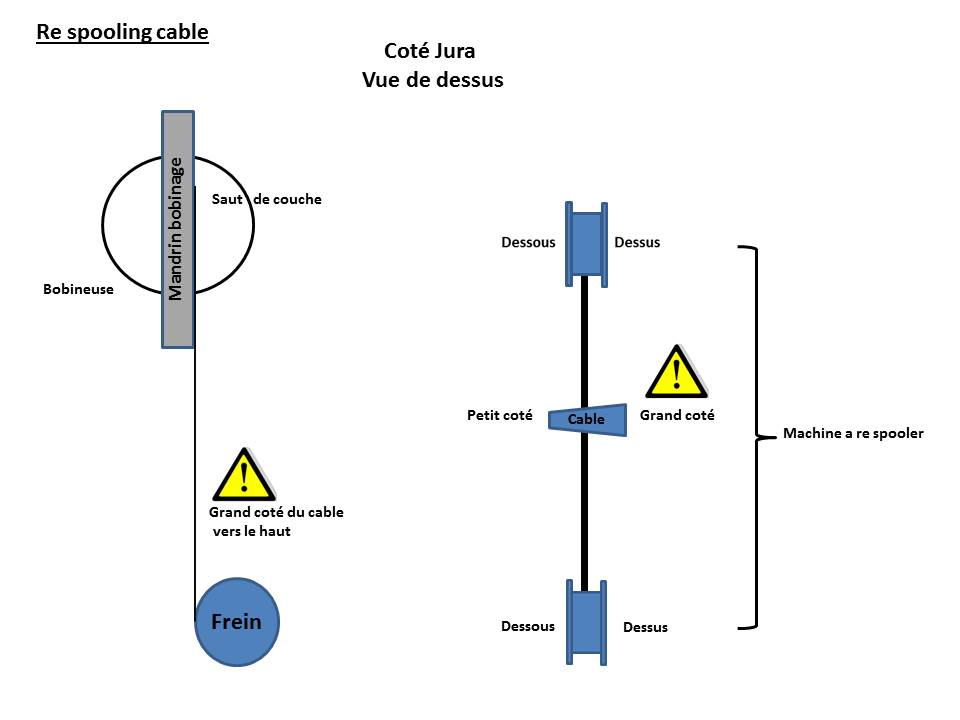 Re spooling cable
Coté Jura
Vue de dessus
Mandrin bobinage
Saut de couche
Bobineuse
Grand coté du cable
vers le haut
Frein
Dessous
Dessus
Petit coté
Cable
Grand coté
Machine a re spooler
Dessous
Dessus